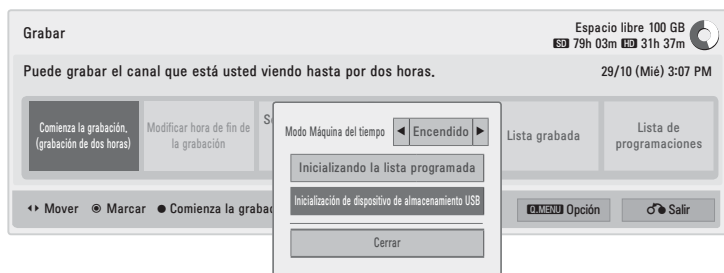 Grabar
Espacio libre 100 GB
SD 79h 03m HD 31h 37m
Puede grabar el canal que está usted viendo hasta por dos horas.
29/10 (Mié) 3:07 PM
Comienza la grabación.
(grabación de dos horas)
Modificar hora de fin de
la grabación
Modo Máquina del tiempo
Encendido
Inicializando la lista programada
Inicialización de dispositivo de almacenamiento USB
Cerrar
Lista grabada
Lista de
programaciones
Mover
Marcar
Comienza la
Q.MENU Opción
Salir